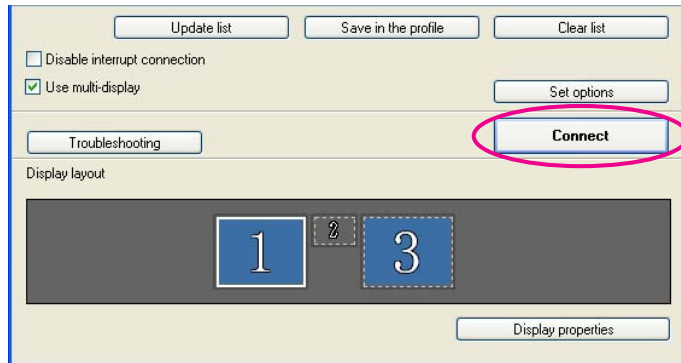 Update list Save in the profile Clear list
Disable interrupt connection
Use multi-display
Set options
Troubleshooting
Connect
Display layout
1 2 3
Display properties